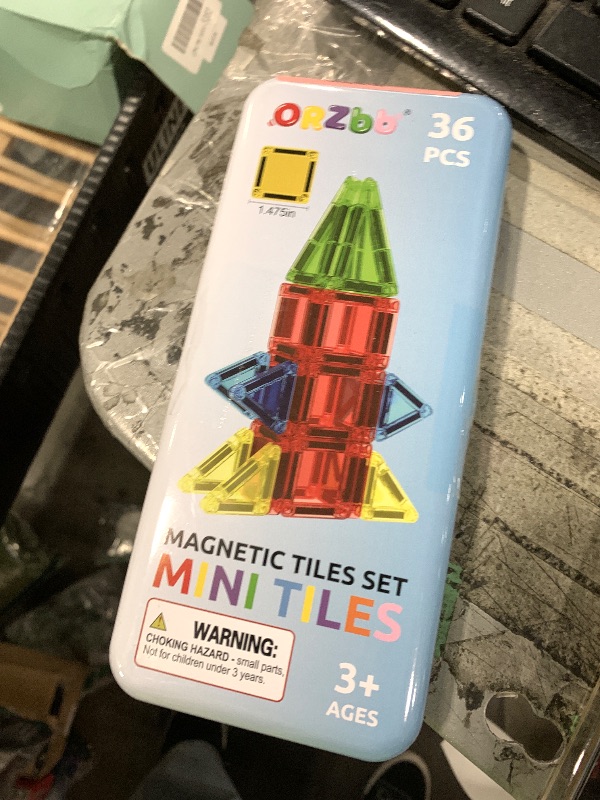 ORZbb®
36
PCS
1.475in
MAGNETIC TILES SET
MINI TILES
WARNING:
CHOKING HAZARD - small parts,
Not for children under 3 years.
3+
AGES